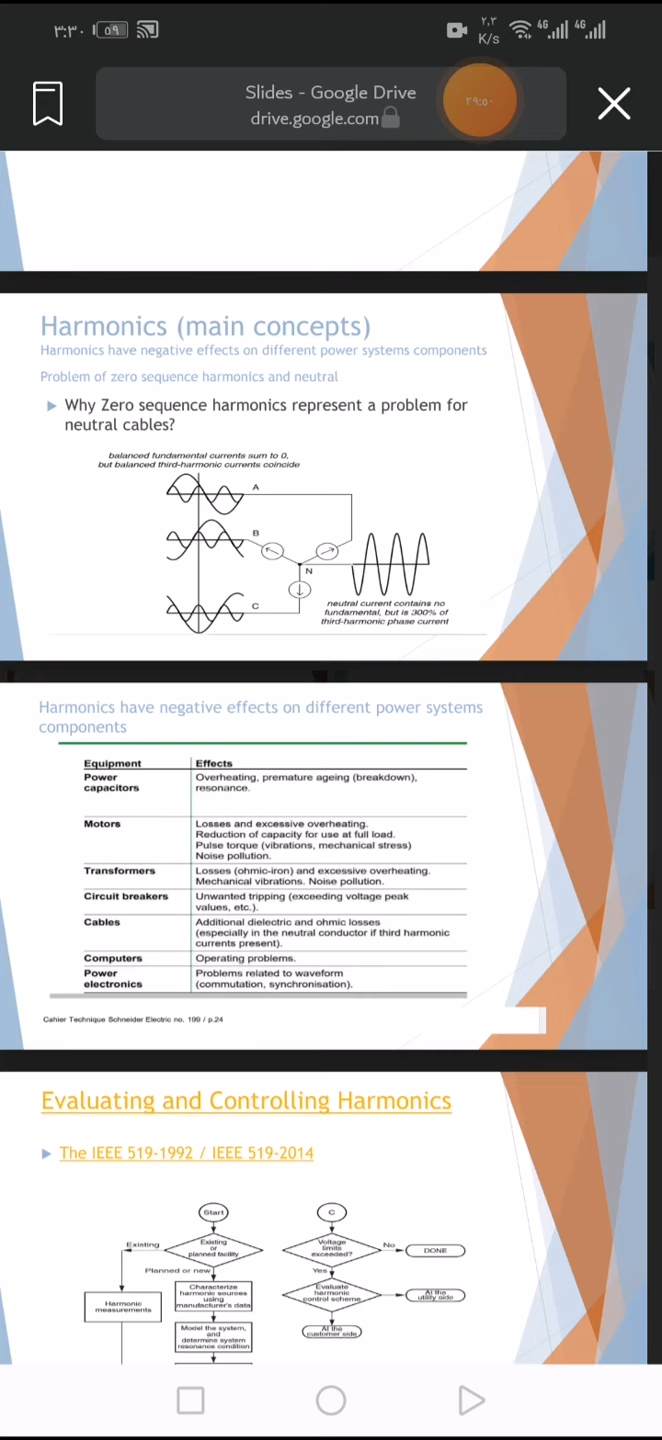 ٣:٣٠ ٥٩ ٢,٣ 4G 4G
K/s
Slides - Google Drive
drive.google.com
٢٩:٥٠
Harmonics (main concepts)
Harmonics have negative effects on different power systems components
Problem of zero sequence harmonics and neutral
Why Zero sequence harmonics represent a problem for
neutral cables?
balanced fundamental currents sum to 0,
but balanced third-harmonic currents coincide
A
B
N
C
neutral current contains no
fundamental, but is 300% of
third-harmonic phase current
Harmonics have negative effects on different power systems
components
Equipment Effects
Power Overheating, premature ageing (breakdown),
capacitors resonance.
Motors Losses and excessive overheating.
Reduction of capacity for use at full load.
Pulse torque (vibrations, mechanical stress)
Noise pollution.
Transformers Losses (ohmic-iron) and excessive overheating.
Mechanical vibrations. Noise pollution.
Circuit breakers Unwanted tripping (exceeding voltage peak
values, etc.).
Cables Additional dielectric and ohmic losses
(especially in the neutral conductor if third harmonic
currents present).
Computers Operating problems.
Power Problems related to waveform
electronics (commutation, synchronisation).
Cahier Technique Schneider Electric no. 199 / p.24
Evaluating and Controlling Harmonics
The IEEE 519-1992 / IEEE 519-2014
Start
Existing
Existing
or
planned facility
Planned or new
Characterize
harmonic sources
using
manufacturer's data
Harmonic
measurements
Model the system,
and
determine system
resonance condition
C
Voltage
limits
exceeded?
No
DONE
Yes
Evaluate
harmonic
control scheme
At the
utility side
At the
customer side